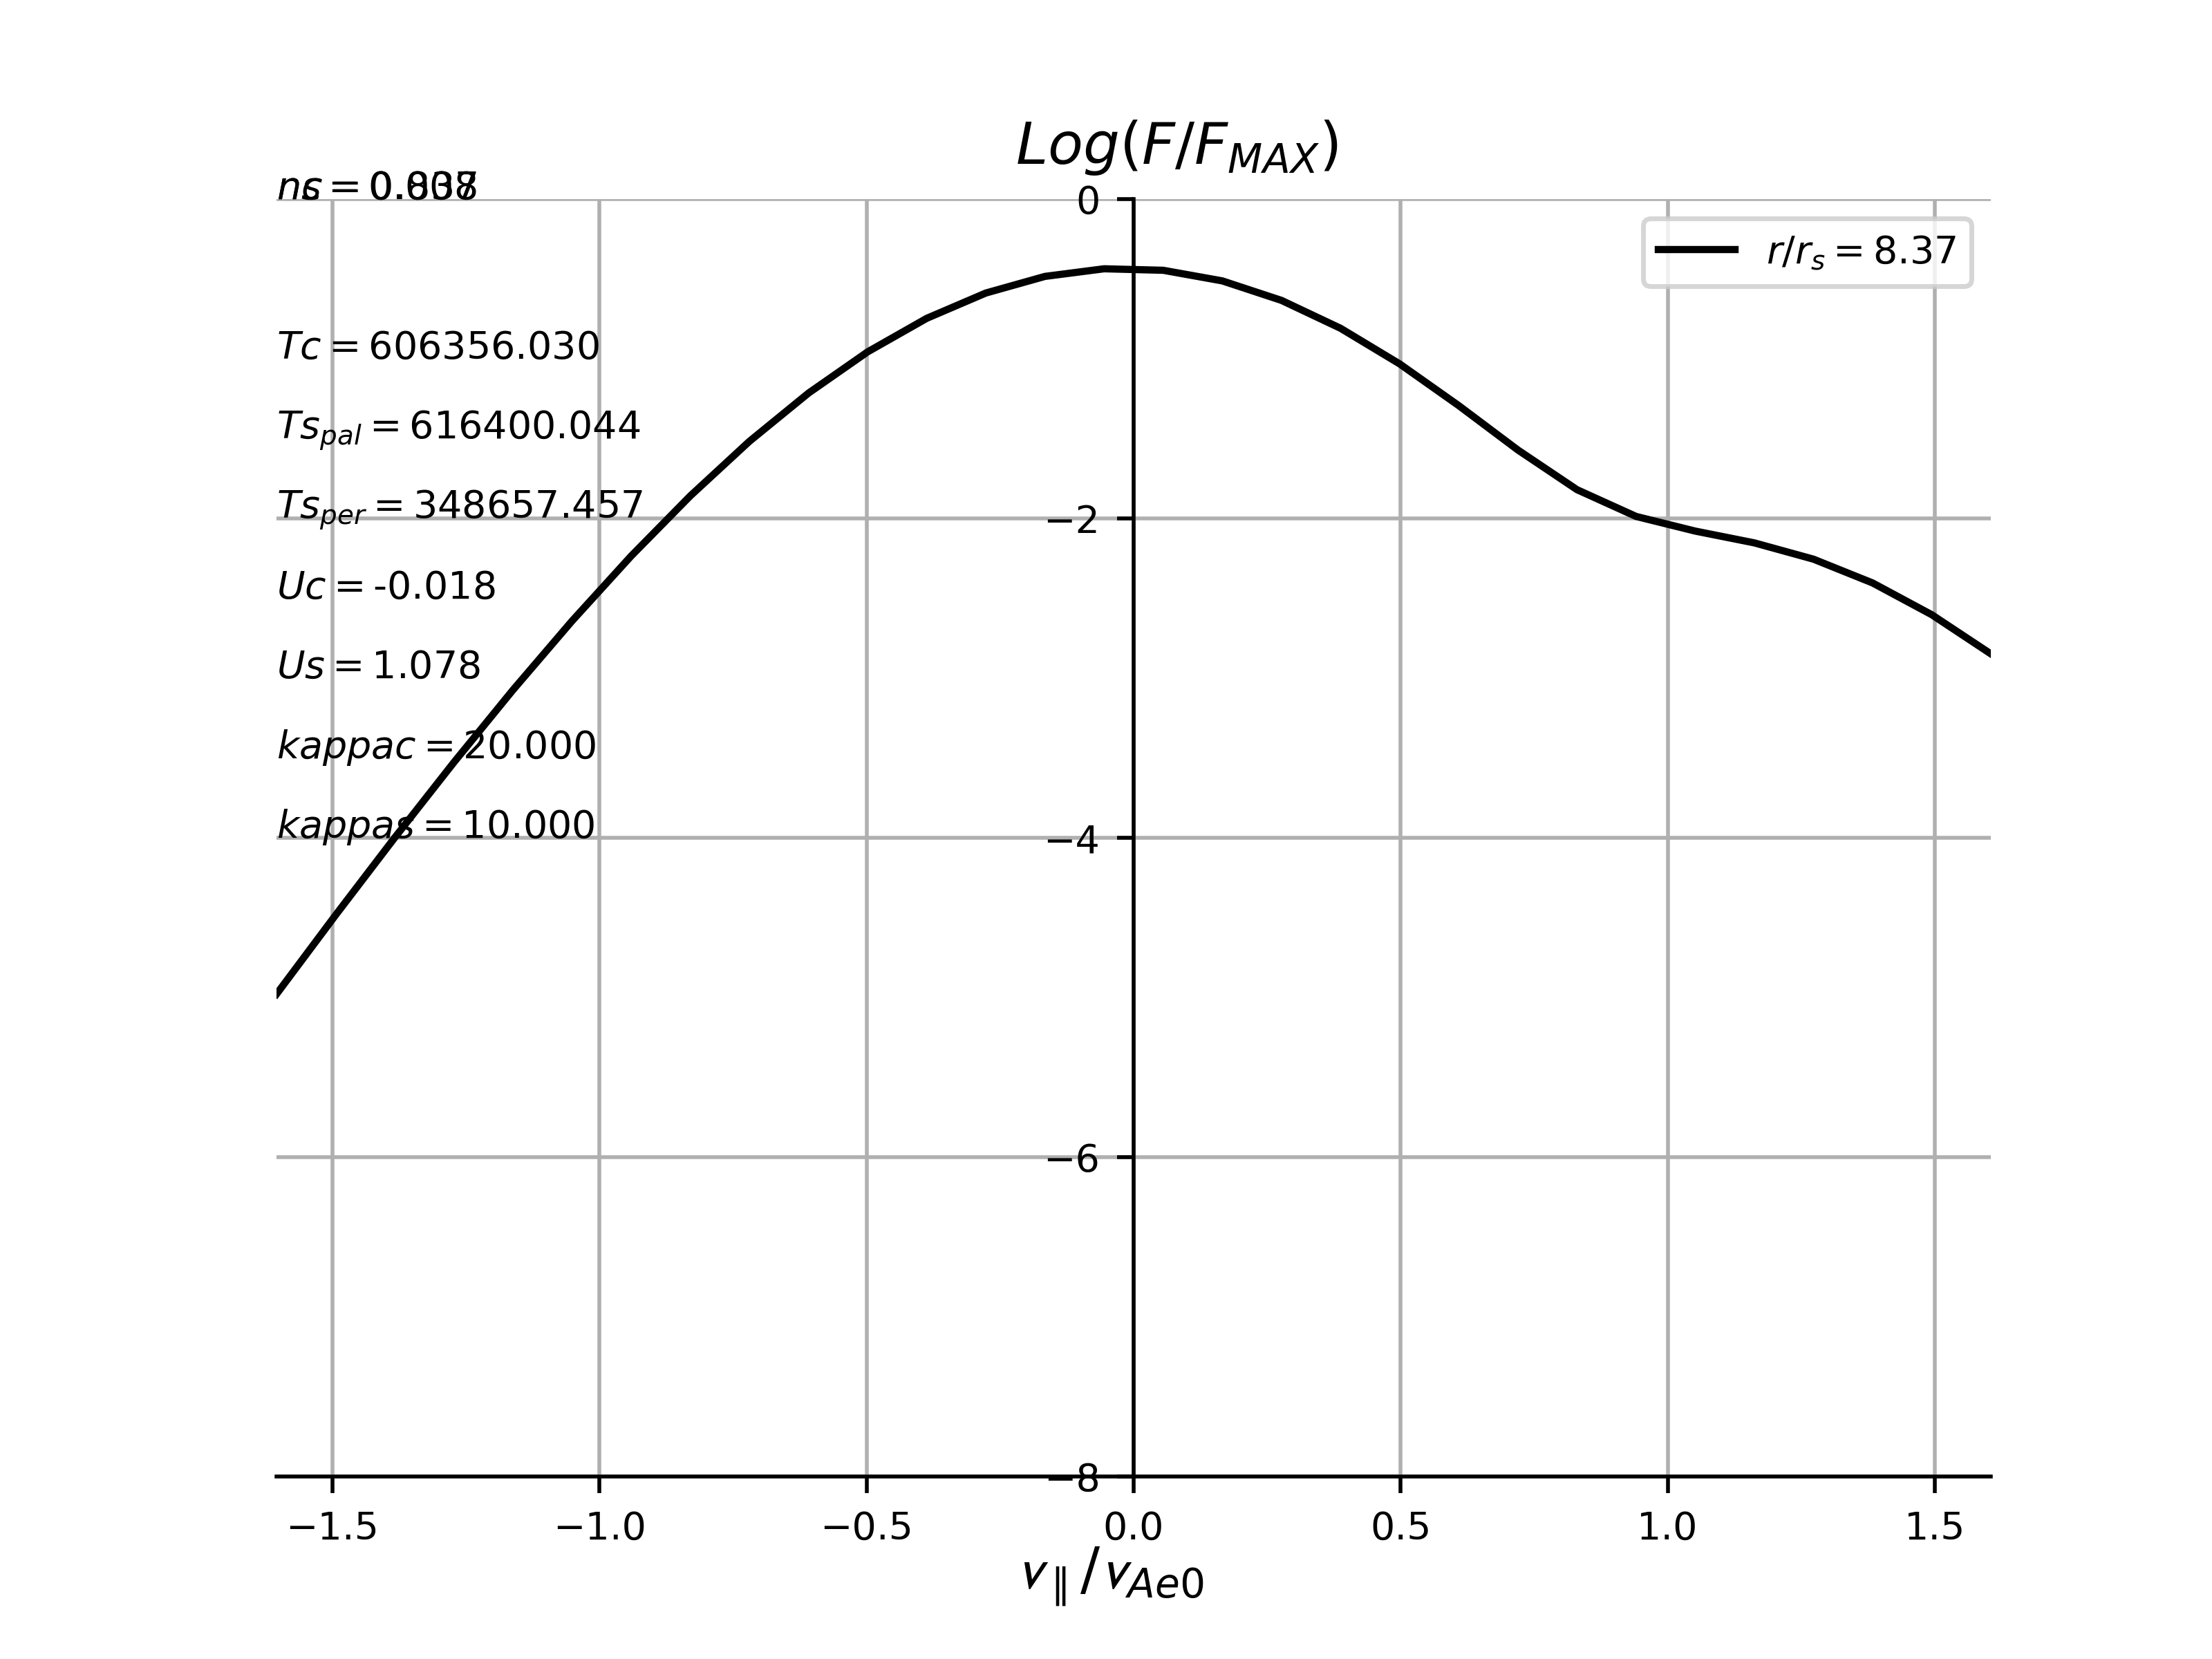 Log(F/F_MAX)
0
r/r_s = 8.37
Tc = 606356.030
Ts_pal = 616400.044
Ts_per = 348657.457
−2
Uc = -0.018
Us = 1.078
kappac = 20.000
kappas = 10.000
−4
−6
−8
−1.5 −1.0 −0.5 0.0 0.5 1.0 1.5
v_∥/v_Ae0